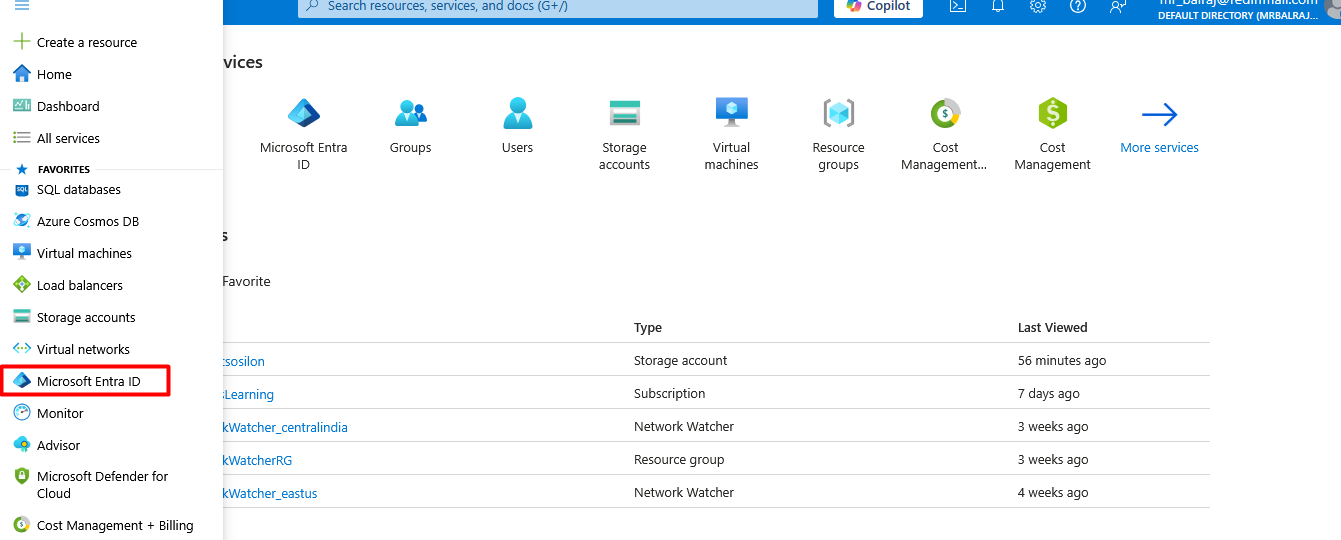 Search resources, services, and docs (G+/)
Copilot
DEFAULT DIRECTORY (MRBALRAJ...
Create a resource
Home
Dashboard
All services
FAVORITES
SQL databases
Azure Cosmos DB
Virtual machines
Load balancers
Storage accounts
Virtual networks
Microsoft Entra ID
Monitor
Advisor
Microsoft Defender for
Cloud
Cost Management + Billing
vices
Microsoft Entra
ID
Groups
Users
Storage
accounts
Virtual
machines
Resource
groups
Cost
Management...
Cost
Management
More services
s
Favorite
Type
Last Viewed
sosilon
Storage account
56 minutes ago
sLearning
Subscription
7 days ago
kWatcher_centralindia
Network Watcher
3 weeks ago
kWatcherRG
Resource group
3 weeks ago
kWatcher_eastus
Network Watcher
4 weeks ago